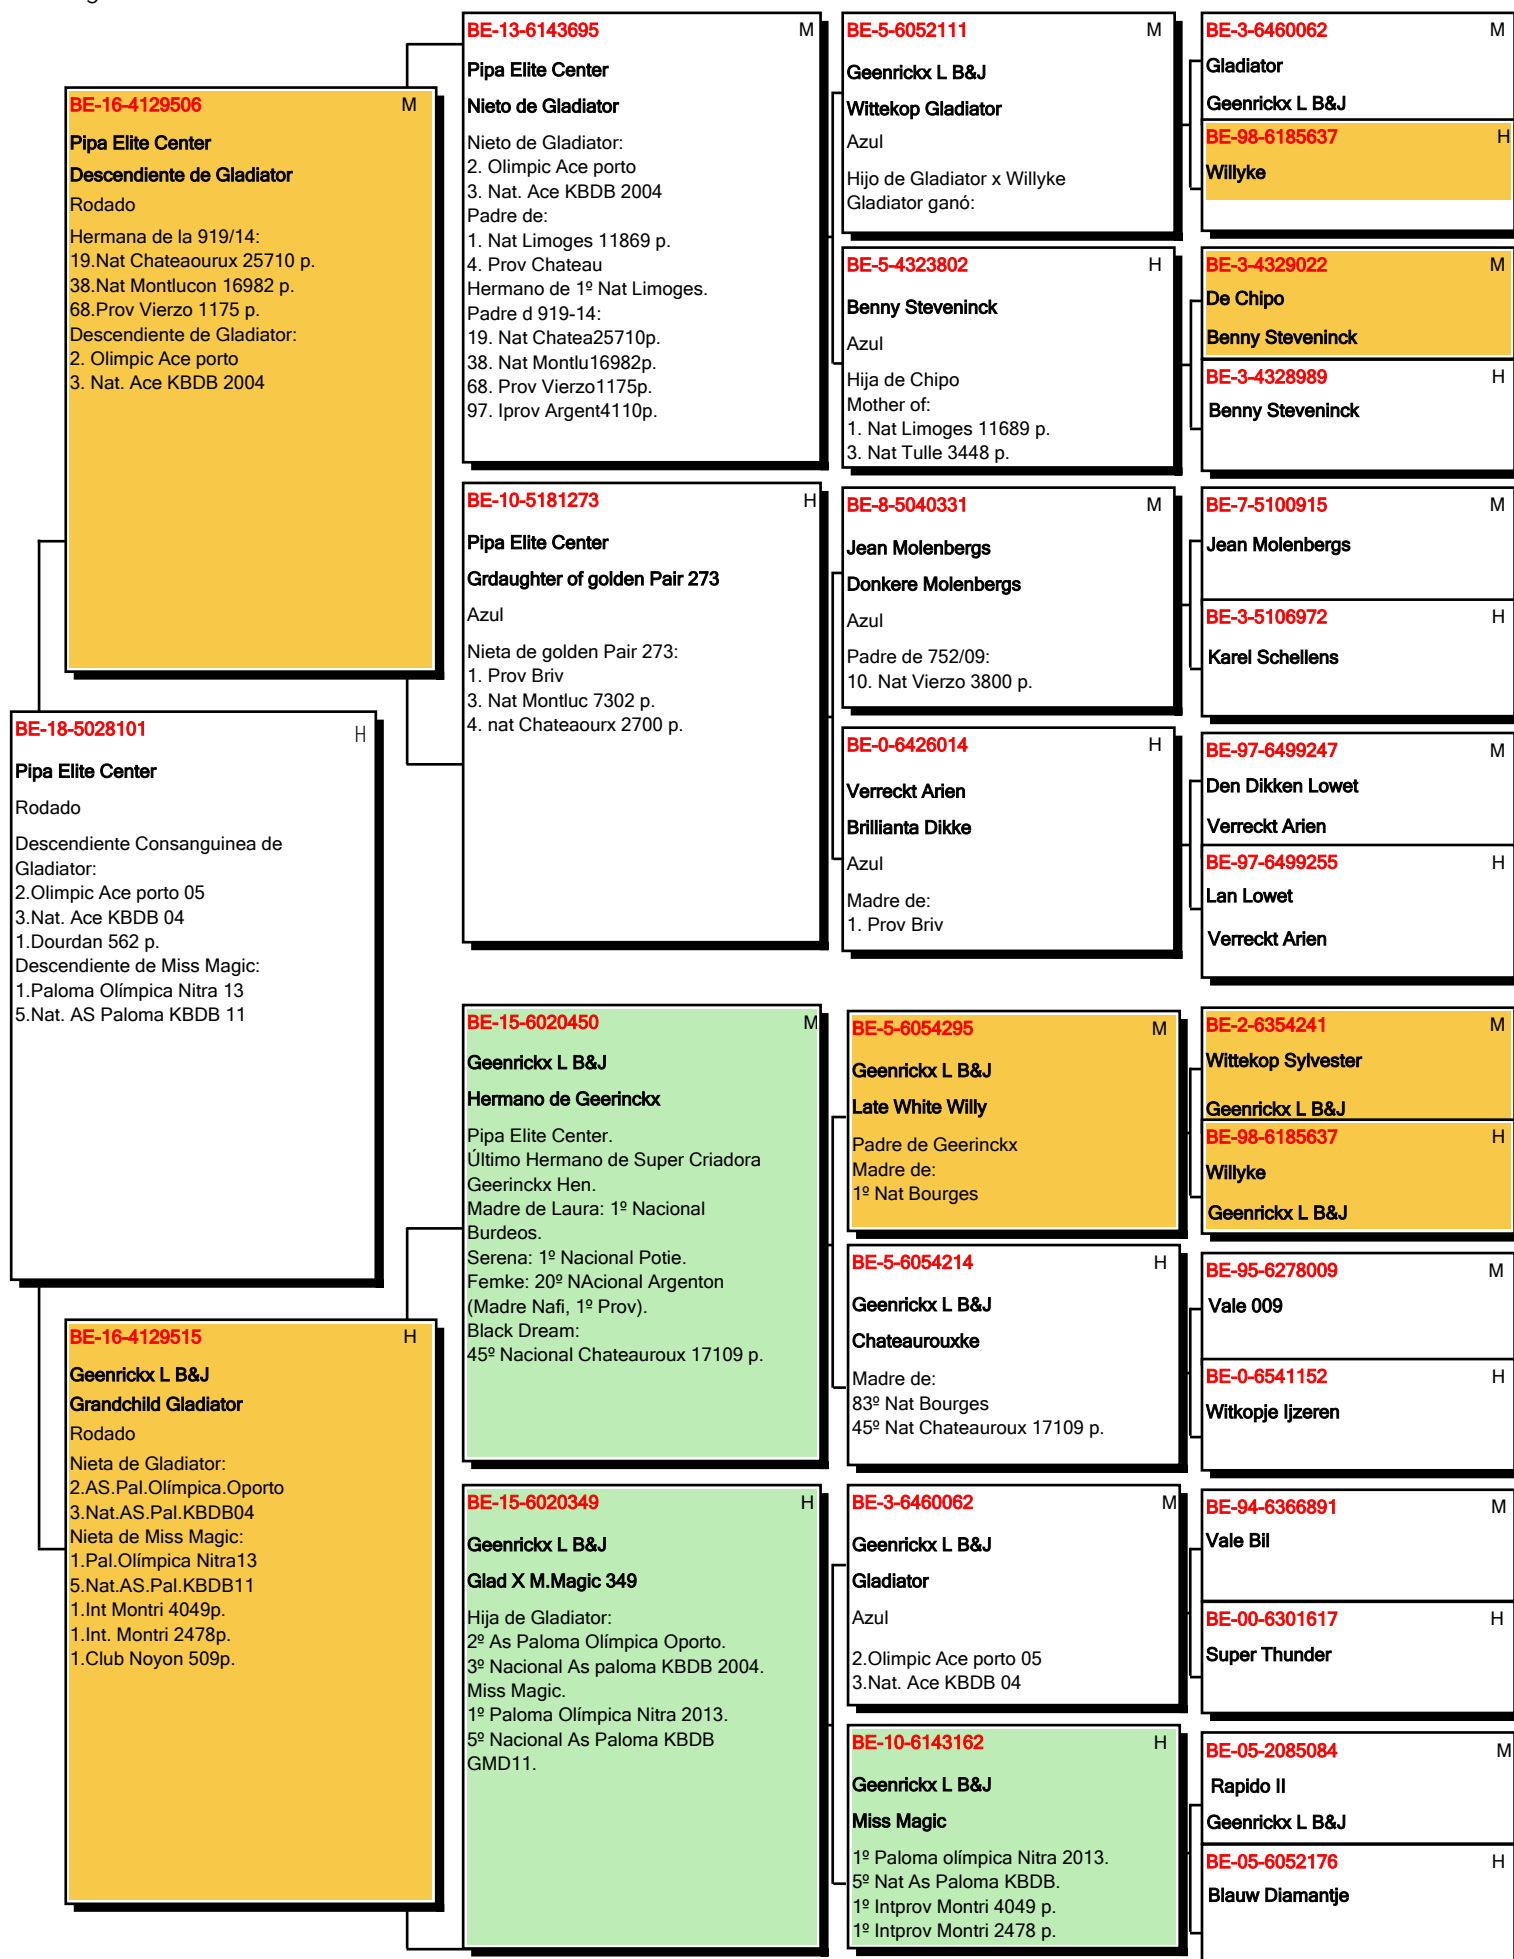 BE-18-5028101 H
Pipa Elite Center
Rodado
Descendiente Consanguinea de
Gladiator:
2.Olimpic Ace porto 05
3.Nat. Ace KBDB 04
1.Dourdan 562 p.
Descendiente de Miss Magic:
1.Paloma Olímpica Nitra 13
5.Nat. AS Paloma KBDB 11
BE-16-4129506 M
Pipa Elite Center
Descendiente de Gladiator
Rodado
Hermana de la 919/14:
19.Nat Chateaourux 25710 p.
38.Nat Montlucon 16982 p.
68.Prov Vierzo 1175 p.
Descendiente de Gladiator:
2. Olimpic Ace porto
3. Nat. Ace KBDB 2004
BE-16-4129515 H
Geenrickx L B&J
Grandchild Gladiator
Rodado
Nieta de Gladiator:
2.AS.Pal.Olímpica.Oporto
3.Nat.AS.Pal.KBDB04
Nieta de Miss Magic:
1.Pal.Olímpica Nitra13
5.Nat.AS.Pal.KBDB11
1.Int Montri 4049p.
1.Int. Montri 2478p.
1.Club Noyon 509p.
BE-13-6143695 M
Pipa Elite Center
Nieto de Gladiator
Nieto de Gladiator:
2. Olimpic Ace porto
3. Nat. Ace KBDB 2004
Padre de:
1. Nat Limoges 11869 p.
4. Prov Chateau
Hermano de 1º Nat Limoges.
Padre d 919-14:
19. Nat Chatea25710p.
38. Nat Montlu16982p.
68. Prov Vierzo1175p.
97. Iprov Argent4110p.
BE-10-5181273 H
Pipa Elite Center
Grdaughter of golden Pair 273
Azul
Nieta de golden Pair 273:
1. Prov Briv
3. Nat Montluc 7302 p.
4. nat Chateaourx 2700 p.
BE-15-6020450 M
Geenrickx L B&J
Hermano de Geerinckx
Pipa Elite Center.
Último Hermano de Super Criadora
Geerinckx Hen.
Madre de Laura: 1º Nacional
Burdeos.
Serena: 1º Nacional Potie.
Femke: 20º NAcional Argenton
(Madre Nafi, 1º Prov).
Black Dream:
45º Nacional Chateauroux 17109 p.
BE-15-6020349 H
Geenrickx L B&J
Glad X M.Magic 349
Hija de Gladiator:
2º As Paloma Olímpica Oporto.
3º Nacional As paloma KBDB 2004.
Miss Magic.
1º Paloma Olímpica Nitra 2013.
5º Nacional As Paloma KBDB
GMD11.
BE-5-6052111 M
Geenrickx L B&J
Wittekop Gladiator
Azul
Hijo de Gladiator x Willyke
Gladiator ganó:
BE-5-4323802 H
Benny Steveninck
Azul
Hija de Chipo
Mother of:
1. Nat Limoges 11689 p.
3. Nat Tulle 3448 p.
BE-8-5040331 M
Jean Molenbergs
Donkere Molenbergs
Azul
Padre de 752/09:
10. Nat Vierzo 3800 p.
BE-0-6426014 H
Verreckt Arien
Brillianta Dikke
Azul
Madre de:
1. Prov Briv
BE-5-6054295 M
Geenrickx L B&J
Late White Willy
Padre de Geerinckx
Madre de:
1º Nat Bourges
BE-5-6054214 H
Geenrickx L B&J
Chateaurouxke
Madre de:
83º Nat Bourges
45º Nat Chateauroux 17109 p.
BE-3-6460062 M
Geenrickx L B&J
Gladiator
Azul
2.Olimpic Ace porto 05
3.Nat. Ace KBDB 04
BE-10-6143162 H
Geenrickx L B&J
Miss Magic
1º Paloma olímpica Nitra 2013.
5º Nat As Paloma KBDB.
1º Intprov Montri 4049 p.
1º Intprov Montri 2478 p.
BE-3-6460062 M
Gladiator
Geenrickx L B&J
BE-98-6185637 H
Willyke
BE-3-4329022 M
De Chipo
Benny Steveninck
BE-3-4328989 H
Benny Steveninck
BE-7-5100915 M
Jean Molenbergs
BE-3-5106972 H
Karel Schellens
BE-97-6499247 M
Den Dikken Lowet
Verreckt Arien
BE-97-6499255 H
Lan Lowet
Verreckt Arien
BE-2-6354241 M
Wittekop Sylvester
Geenrickx L B&J
BE-98-6185637 H
Willyke
Geenrickx L B&J
BE-95-6278009 M
Vale 009
BE-0-6541152 H
Witkopje Ijzeren
BE-94-6366891 M
Vale Bil
BE-00-6301617 H
Super Thunder
BE-05-2085084 M
Rapido II
Geenrickx L B&J
BE-05-6052176 H
Blauw Diamantje